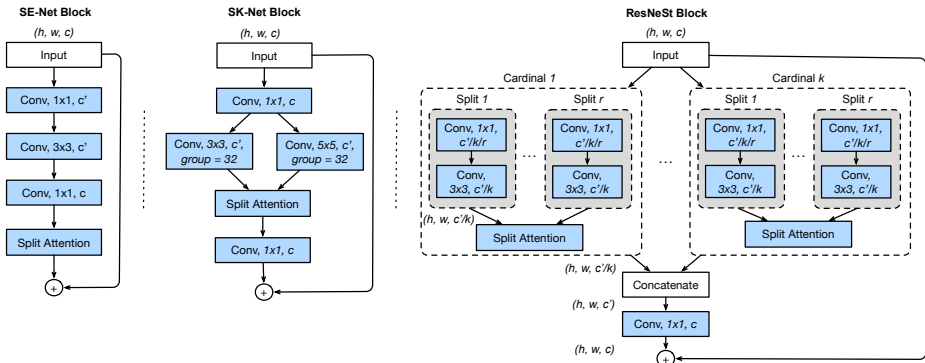 SE-Net Block
(h, w, c)
Input
Conv, 1x1, c'
Conv, 3x3, c'
Conv, 1x1, c
Split Attention
+
SK-Net Block
(h, w, c)
Input
Conv, 1x1, c
Conv, 3x3, c',
group = 32
Conv, 5x5, c',
group = 32
Split Attention
Conv, 1x1, c
+
ResNeSt Block
(h, w, c)
Input
Cardinal 1
Split 1
Conv, 1x1,
c'/k/r
Conv,
3x3, c'/k
...
Split r
Conv, 1x1,
c'/k/r
Conv,
3x3, c'/k
(h, w, c'/k)
Split Attention
...
Cardinal k
Split 1
Conv, 1x1,
c'/k/r
Conv,
3x3, c'/k
...
Split r
Conv, 1x1,
c'/k/r
Conv,
3x3, c'/k
Split Attention
(h, w, c'/k)
Concatenate
(h, w, c')
Conv, 1x1, c
(h, w, c)
+